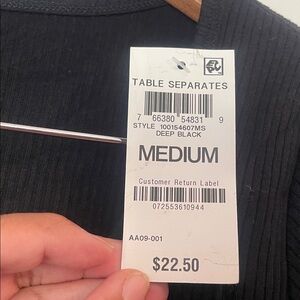 TABLE SEPARATES
7 66380 54831 9
STYLE 100154607MS
DEEP BLACK
MEDIUM
Customer Return Label
072553610944
AA09-001
$22.50